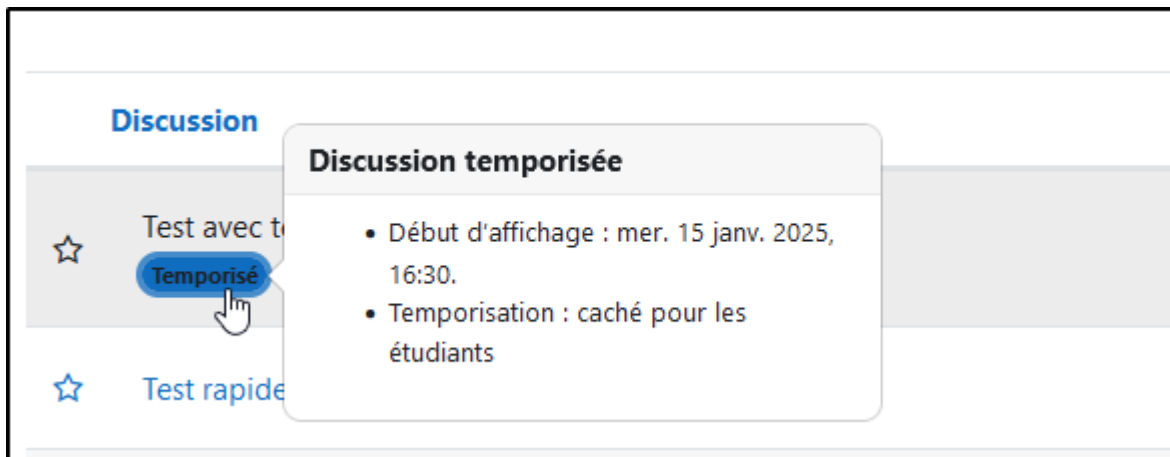 Discussion
Discussion temporisée
Test avec
Temporisé
• Début d'affichage : mer. 15 janv. 2025,
16:30.
• Temporisation : caché pour les
étudiants
Test rapide